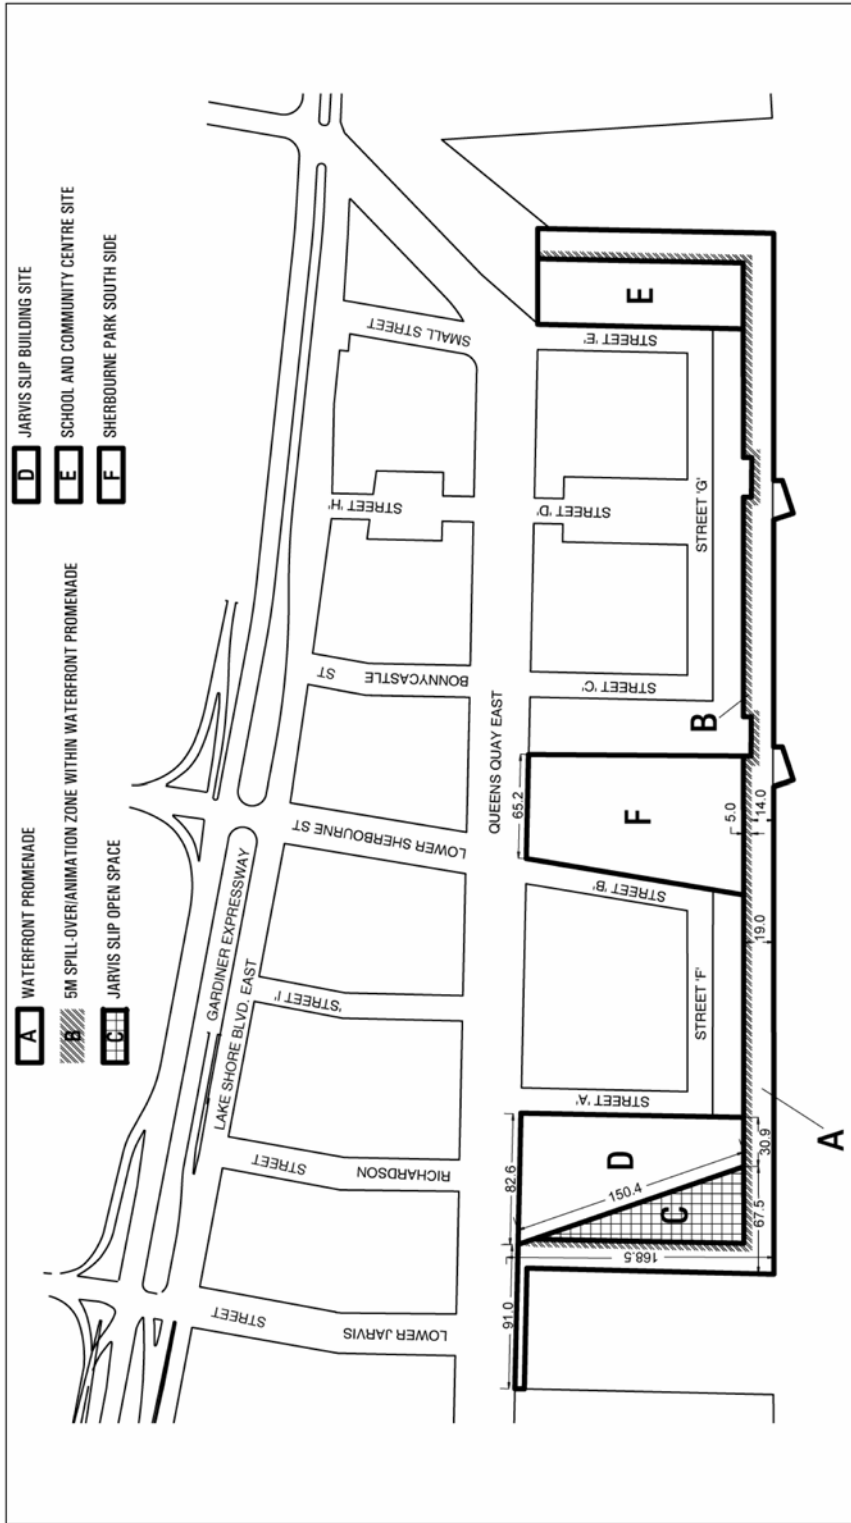 A WATERFRONT PROMENADE
B 5M SPILL-OVER/ANIMATION ZONE WITHIN WATERFRONT PROMENADE
C JARVIS SLIP OPEN SPACE
D JARVIS SLIP BUILDING SITE
E SCHOOL AND COMMUNITY CENTRE SITE
F SHERBOURNE PARK SOUTH SIDE
GARDINER EXPRESSWAY
LAKE SHORE BLVD. EAST
LOWER JARVIS
STREET
RICHARDSON
STREET
'STREET I'
LOWER SHERBOURNE ST
BONNYCASTLE
ST
STREET 'H'
SMALL STREET
QUEENS QUAY EAST
91.0
82.6
65.2
STREET 'A'
STREET 'B'
STREET 'C'
STREET 'D'
STREET 'E'
STREET 'F'
STREET 'G'
D
150.4
C
168.5
67.5
30.9
F
5.0
14.0
19.0
B
E
A